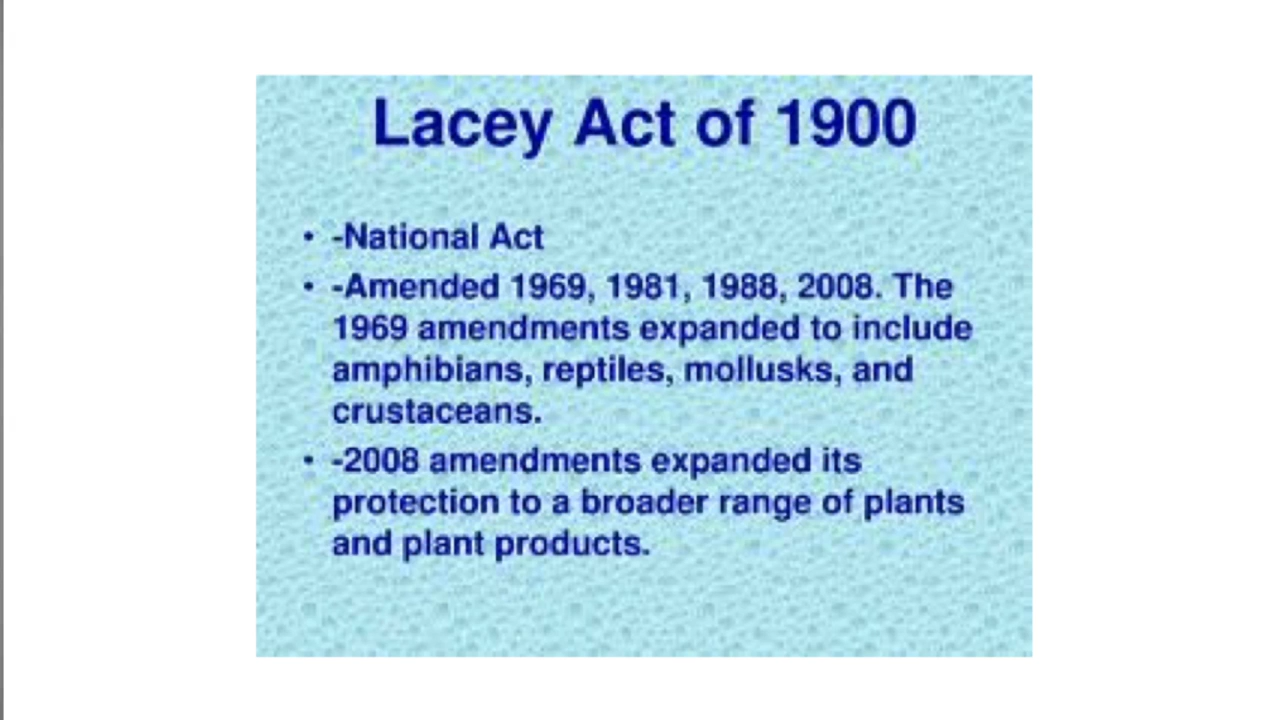 Lacey Act of 1900
• -National Act
• -Amended 1969, 1981, 1988, 2008. The
1969 amendments expanded to include
amphibians, reptiles, mollusks, and
crustaceans.
• -2008 amendments expanded its
protection to a broader range of plants
and plant products.